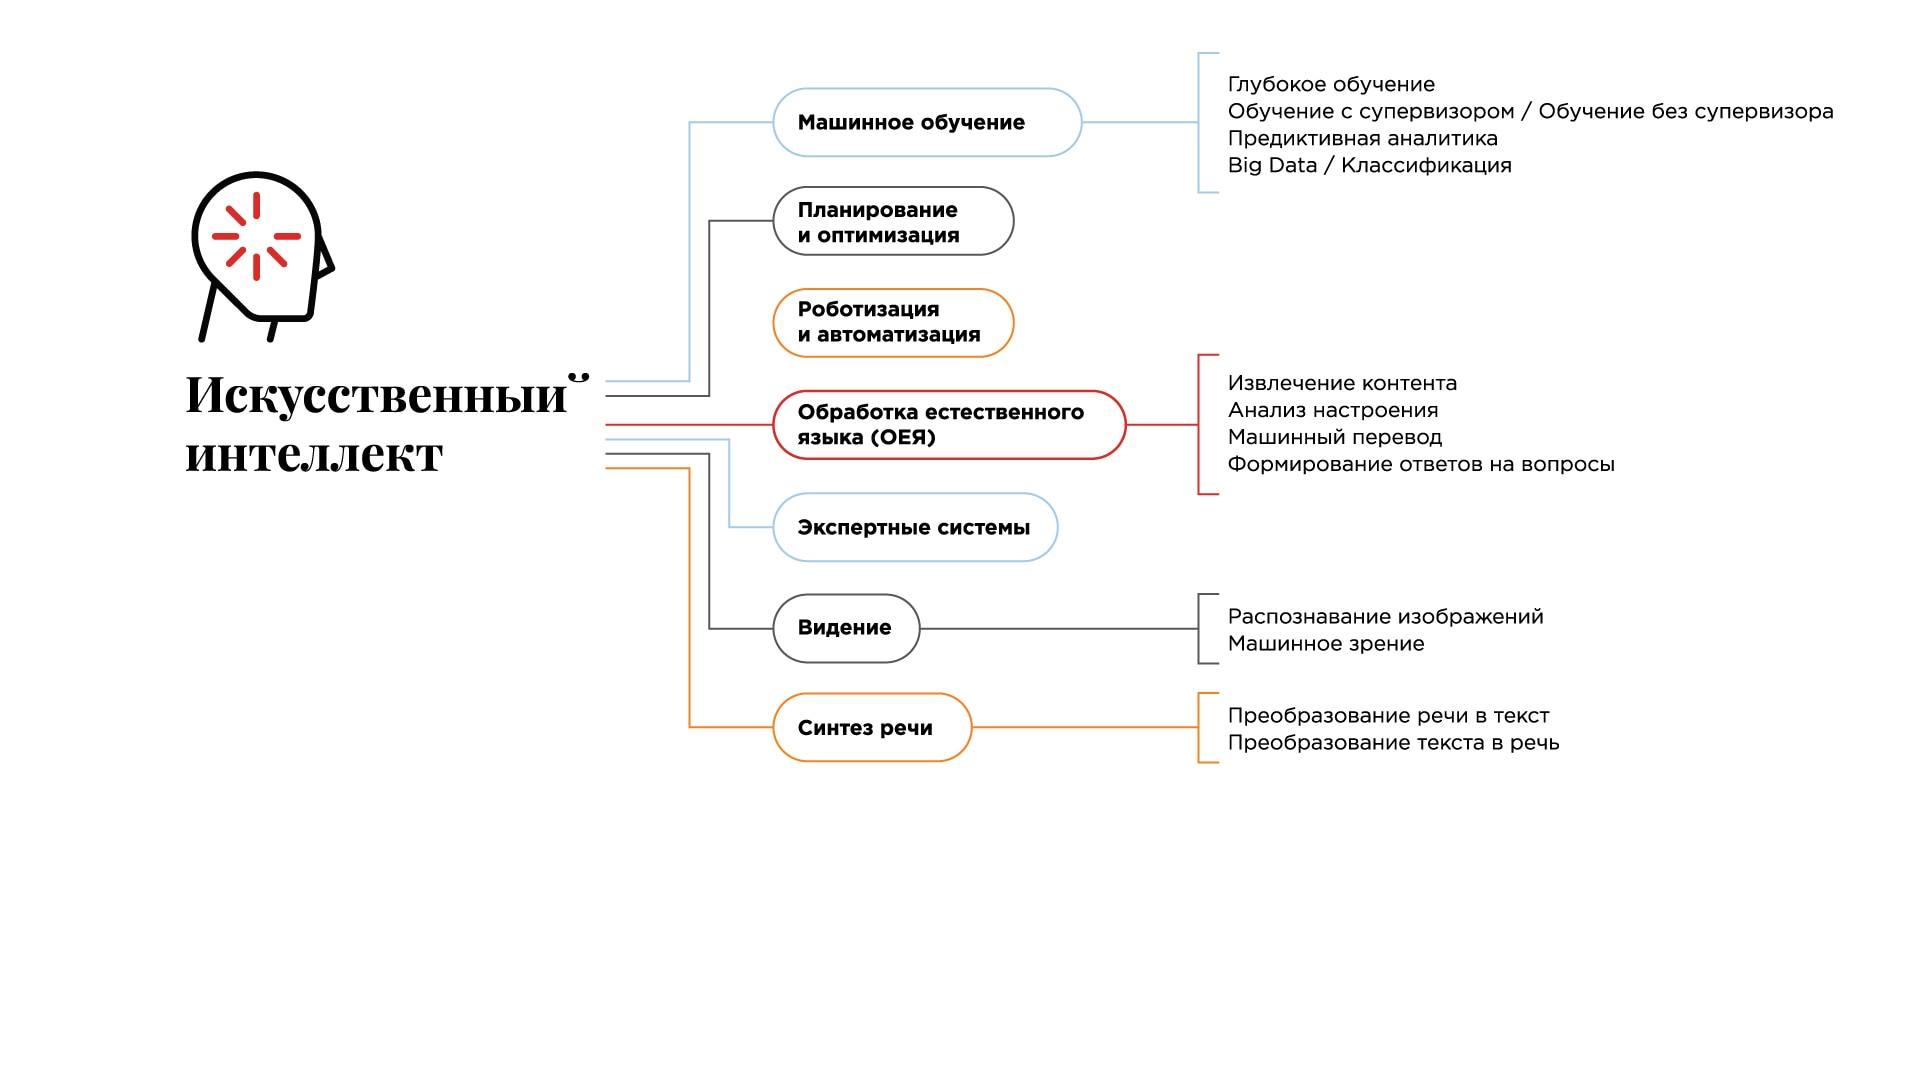 Искусственный
интеллект
Машинное обучение
Глубокое обучение
Обучение с супервизором / Обучение без супервизора
Предиктивная аналитика
Big Data / Классификация
Планирование
и оптимизация
Роботизация
и автоматизация
Обработка естественного
языка (ОЕЯ)
Извлечение контента
Анализ настроения
Машинный перевод
Формирование ответов на вопросы
Экспертные системы
Видение
Распознавание изображений
Машинное зрение
Синтез речи
Преобразование речи в текст
Преобразование текста в речь